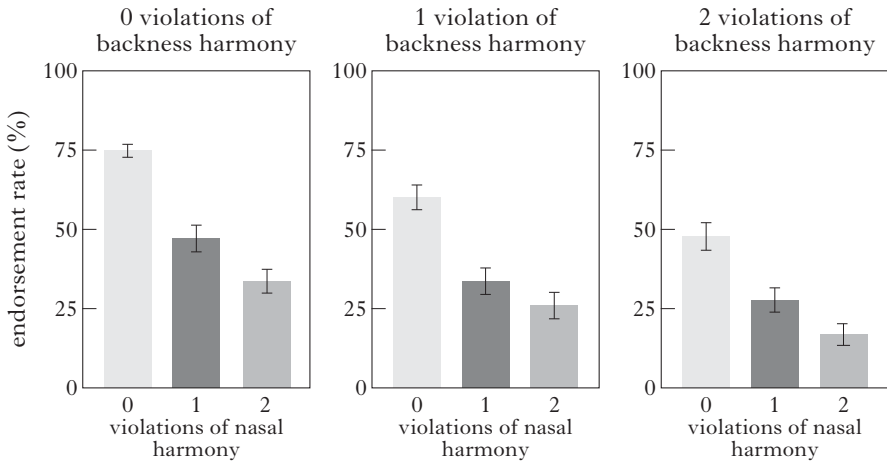 0 violations of
backness harmony
1 violation of
backness harmony
2 violations of
backness harmony
endorsement rate (%)
100
75
50
25
0
0 1 2
violations of nasal
harmony
100
75
50
25
0
0 1 2
violations of nasal
harmony
100
75
50
25
0
0 1 2
violations of nasal
harmony